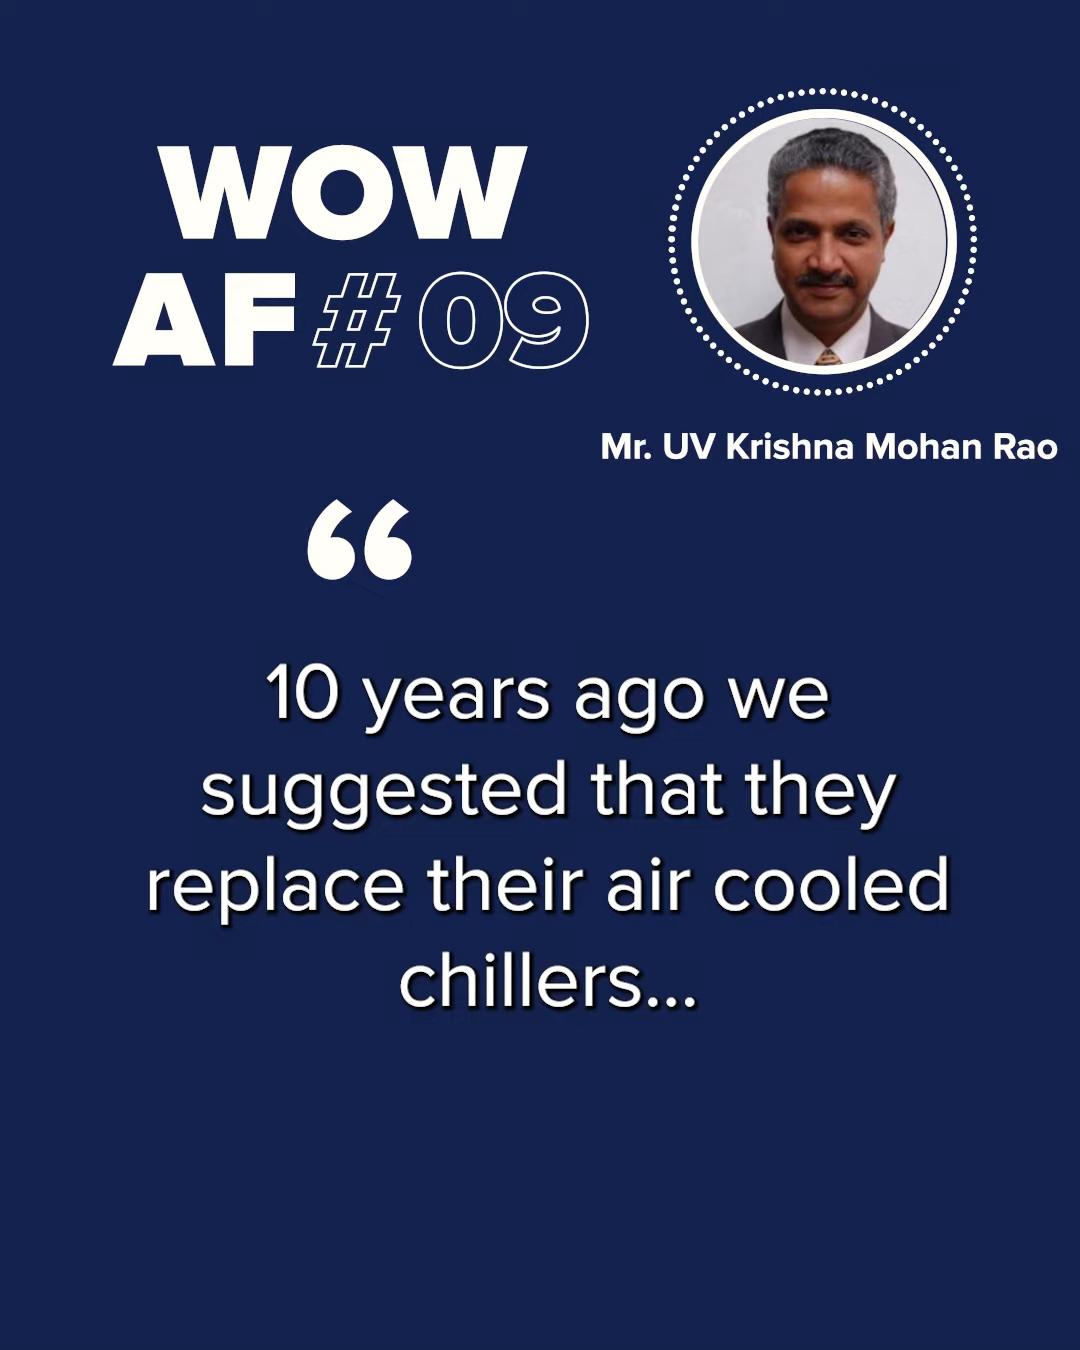 WOW
AF # 09
Mr. UV Krishna Mohan Rao
“
10 years ago we
suggested that they
replace their air cooled
chillers...